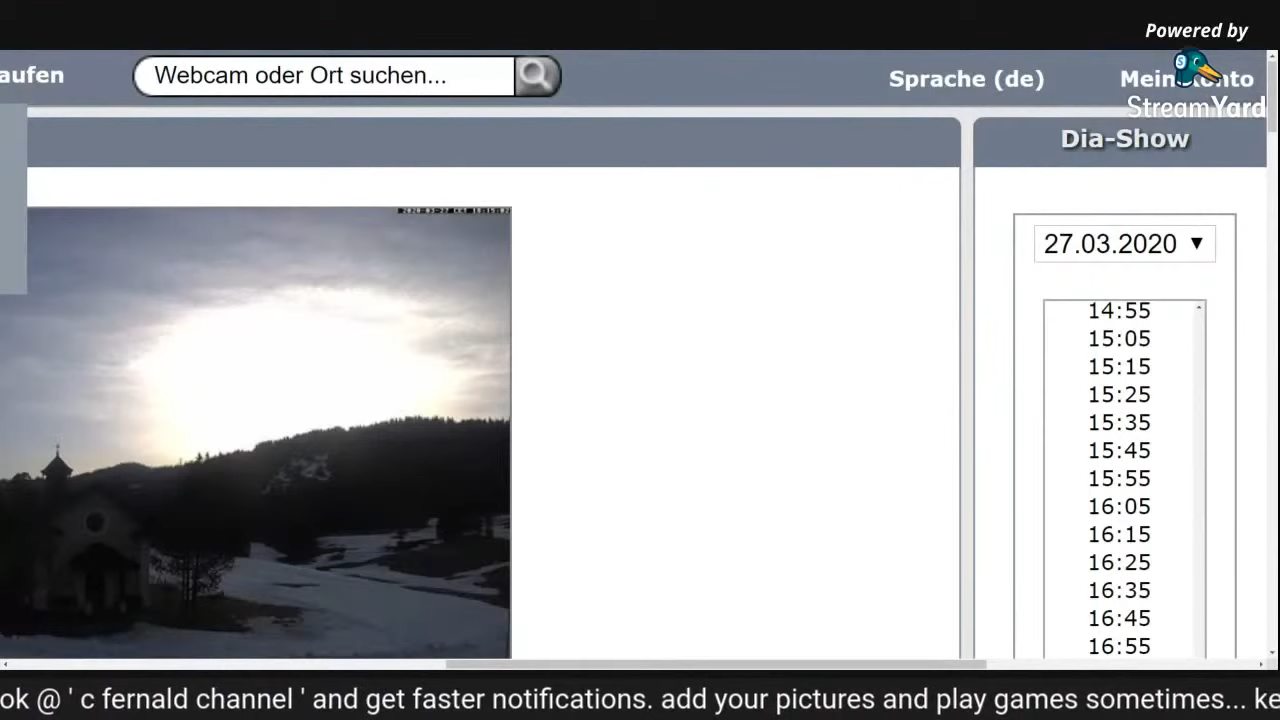 Powered by
StreamYard
aufen
Webcam oder Ort suchen...
Sprache (de)
Mein Konto
Dia-Show
27.03.2020 ▼
14:55
15:05
15:15
15:25
15:35
15:45
15:55
16:05
16:15
16:25
16:35
16:45
16:55
ok @ ' c fernald channel ' and get faster notifications. add your pictures and play games sometimes... ke